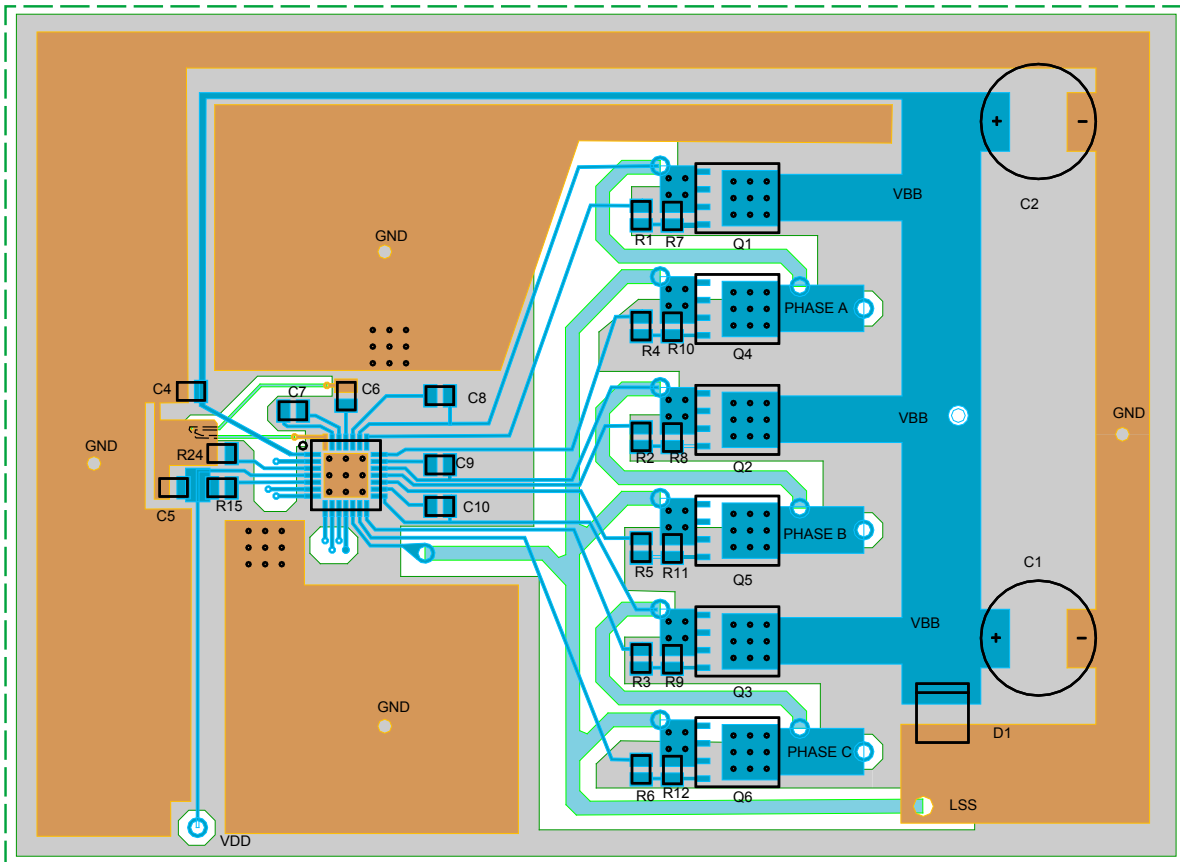 + −
C2
VBB
R1 R7 Q1
GND
PHASE A
R4 R10 Q4
C4 C7 C6 C8
VBB
GND
GND
R24
R2 R8 Q2
C9
C5 R15 C10
PHASE B
R5 R11 Q5
C1
VBB
+ −
R3 R9 Q3
GND
D1
PHASE C
R6 R12 Q6
LSS
VDD